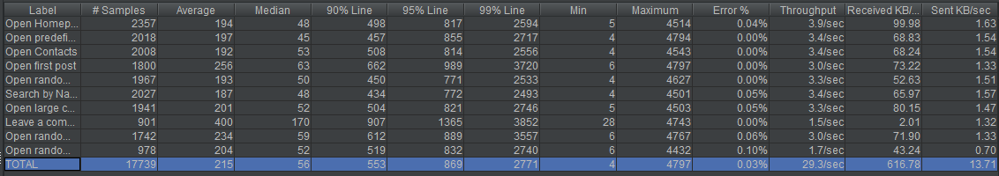 Label # Samples Average Median 90% Line 95% Line 99% Line Min Maximum Error % Throughput Received KB/... Sent KB/sec
Open Homep... 2357 194 48 498 817 2594 5 4514 0.04% 3.9/sec 99.98 1.63
Open predefi... 2018 197 45 457 855 2717 4 4794 0.00% 3.4/sec 68.83 1.54
Open Contacts 2008 192 53 508 814 2556 4 4543 0.00% 3.4/sec 68.24 1.54
Open first post 1800 256 63 662 989 3720 6 4797 0.00% 3.0/sec 73.22 1.33
Open rando... 1967 193 50 450 771 2533 4 4627 0.00% 3.3/sec 52.63 1.51
Search by Na... 2027 187 48 434 772 2493 4 4501 0.05% 3.4/sec 65.97 1.57
Open large c... 1941 201 52 504 821 2746 5 4503 0.05% 3.3/sec 80.15 1.47
Leave a com... 901 400 170 907 1365 3852 28 4743 0.00% 1.5/sec 2.01 1.32
Open rando... 1742 234 59 612 889 3557 6 4767 0.06% 3.0/sec 71.90 1.33
Open rando... 978 204 52 519 832 2740 6 4432 0.10% 1.7/sec 43.24 0.70
TOTAL 17739 215 56 553 869 2771 4 4797 0.03% 29.3/sec 616.78 13.71